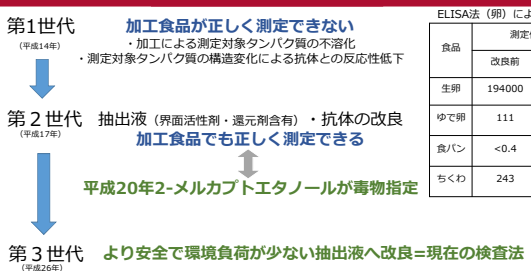 第1世代
(平成14年)
加工食品が正しく測定できない
・加工による測定対象タンパク質の不溶化
・測定対象タンパク質の構造変化による抗体との反応性低下
第２世代
(平成17年)
抽出液（界面活性剤・還元剤含有）・抗体の改良
加工食品でも正しく測定できる
平成20年2-メルカプトエタノールが毒物指定
第３世代
(平成26年)
より安全で環境負荷が少ない抽出液へ改良=現在の検査法
ELISA法（卵）によ
食品 測定
改良前
生卵 194000
ゆで卵 111
食パン <0.4
ちくわ 243